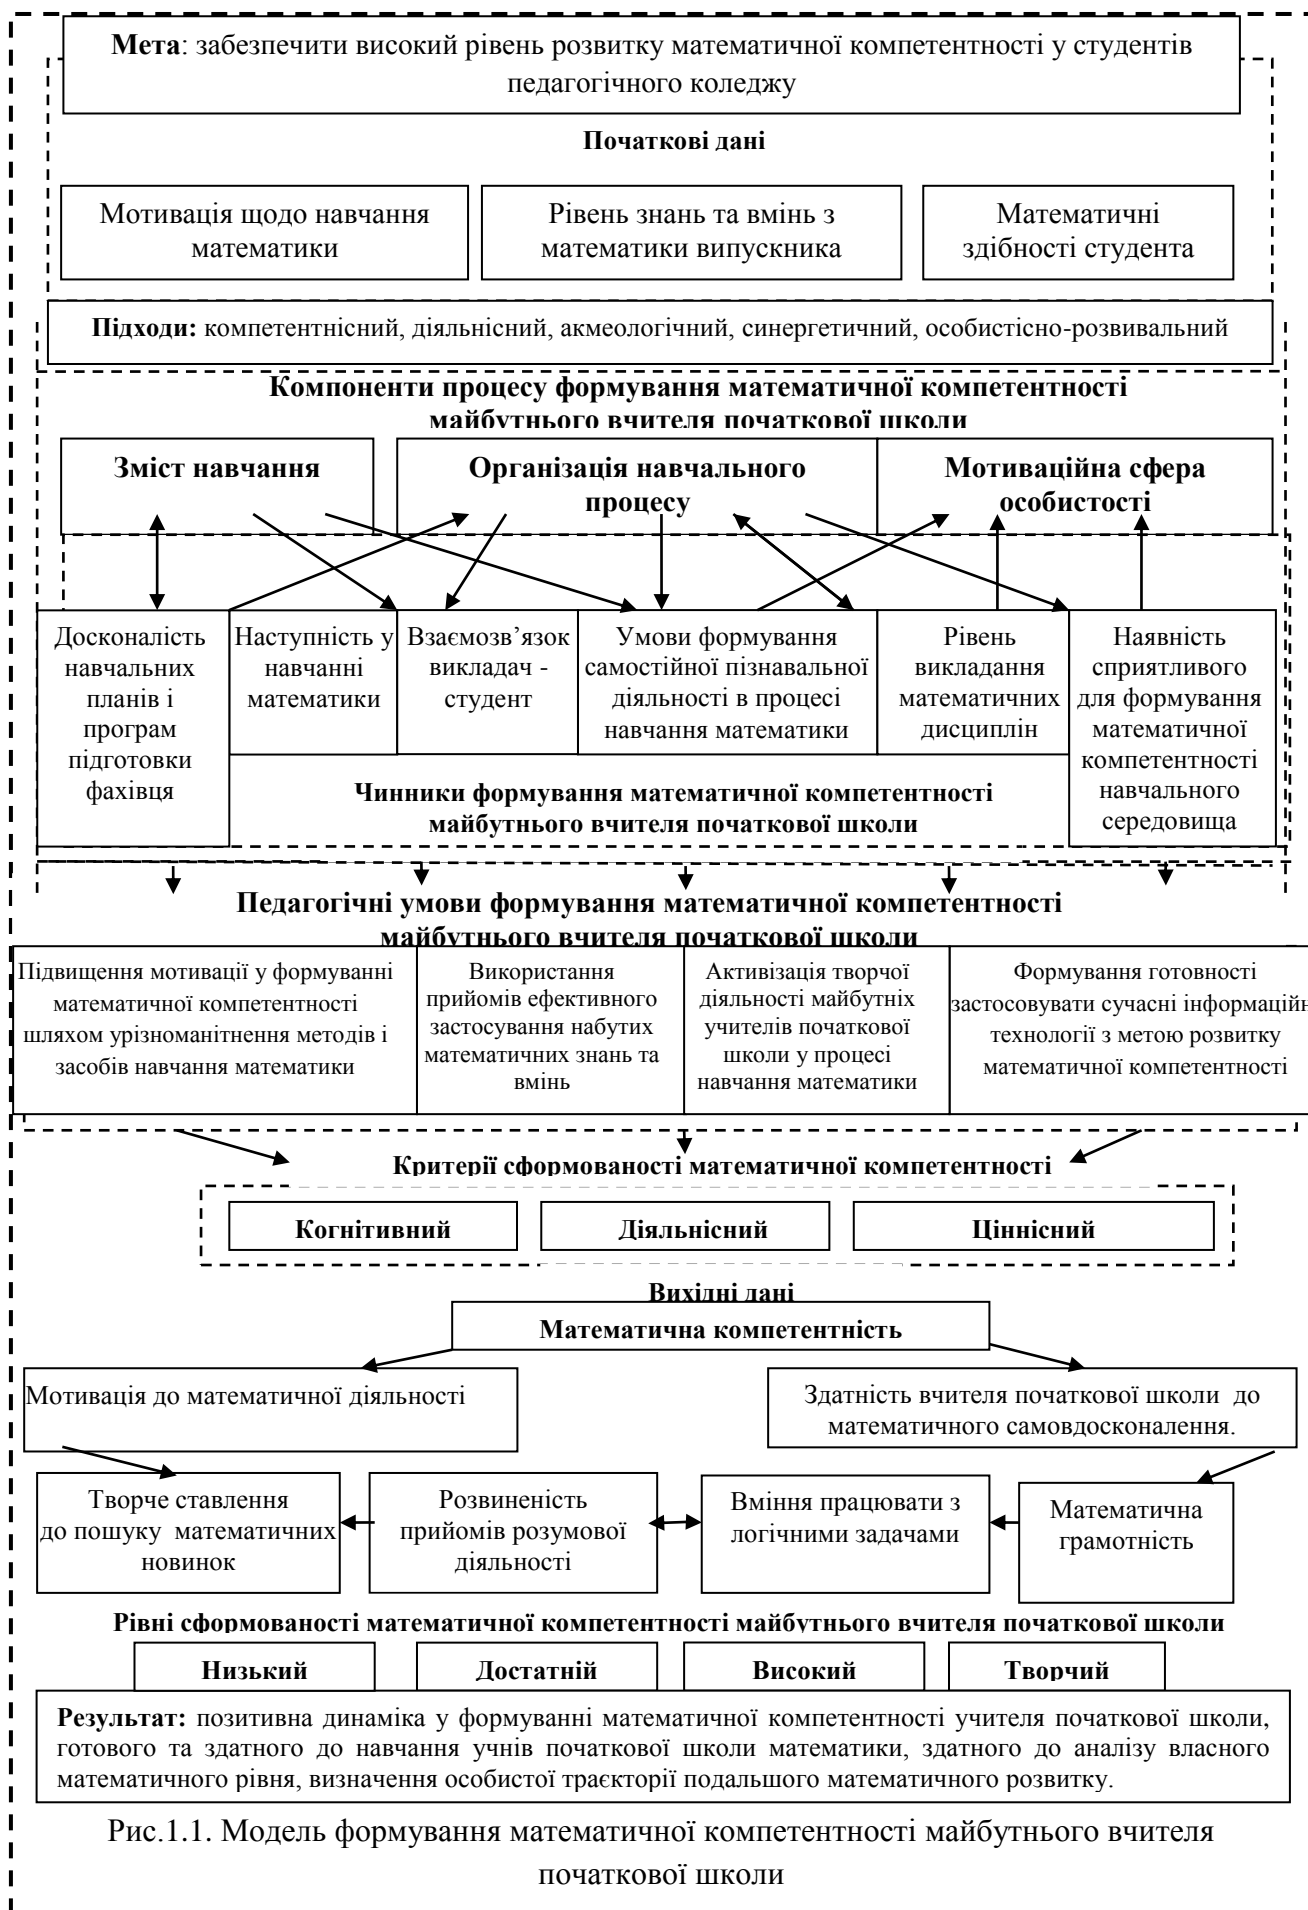 Мета: забезпечити високий рівень розвитку математичної компетентності у студентів
педагогічного коледжу
Початкові дані
Мотивація щодо навчання
математики
Рівень знань та вмінь з
математики випускника
Математичні
здібності студента
Підходи: компетентнісний, діяльнісний, акмеологічний, синергетичний, особистісно-розвивальний
Компоненти процесу формування математичної компетентності
майбутнього вчителя початкової школи
Зміст навчання
Організація навчального
процесу
Мотиваційна сфера
особистості
Досконалість
навчальних
планів і
програм
підготовки
фахівця
Наступність у
навчанні
математики
Взаємозв’язок
викладач -
студент
Умови формування
самостійної пізнавальної
діяльності в процесі
навчання математики
Рівень
викладання
математичних
дисциплін
Наявність
сприятливого
для формування
математичної
компетентності
навчального
середовища
Чинники формування математичної компетентності
майбутнього вчителя початкової школи
Педагогічні умови формування математичної компетентності
майбутнього вчителя початкової школи
Підвищення мотивації у формуванні
математичної компетентності
шляхом урізноманітнення методів і
засобів навчання математики
Використання
прийомів ефективного
застосування набутих
математичних знань та
вмінь
Активізація творчої
діяльності майбутніх
учителів початкової
школи у процесі
навчання математики
Формування готовності
застосовувати сучасні інформаційн
технології з метою розвитку
математичної компетентності
Критерії сформованості математичної компетентності
Когнітивний
Діяльнісний
Ціннісний
Вихідні дані
Математична компетентність
Мотивація до математичної діяльності
Здатність вчителя початкової школи до
математичного самовдосконалення.
Творче ставлення
до пошуку математичних
новинок
Розвиненість
прийомів розумової
діяльності
Вміння працювати з
логічними задачами
Математична
грамотність
Рівні сформованості математичної компетентності майбутнього вчителя початкової школи
Низький
Достатній
Високий
Творчий
Результат: позитивна динаміка у формуванні математичної компетентності учителя початкової школи,
готового та здатного до навчання учнів початкової школи математики, здатного до аналізу власного
математичного рівня, визначення особистої траєкторії подальшого математичного розвитку.
Рис.1.1. Модель формування математичної компетентності майбутнього вчителя
початкової школи